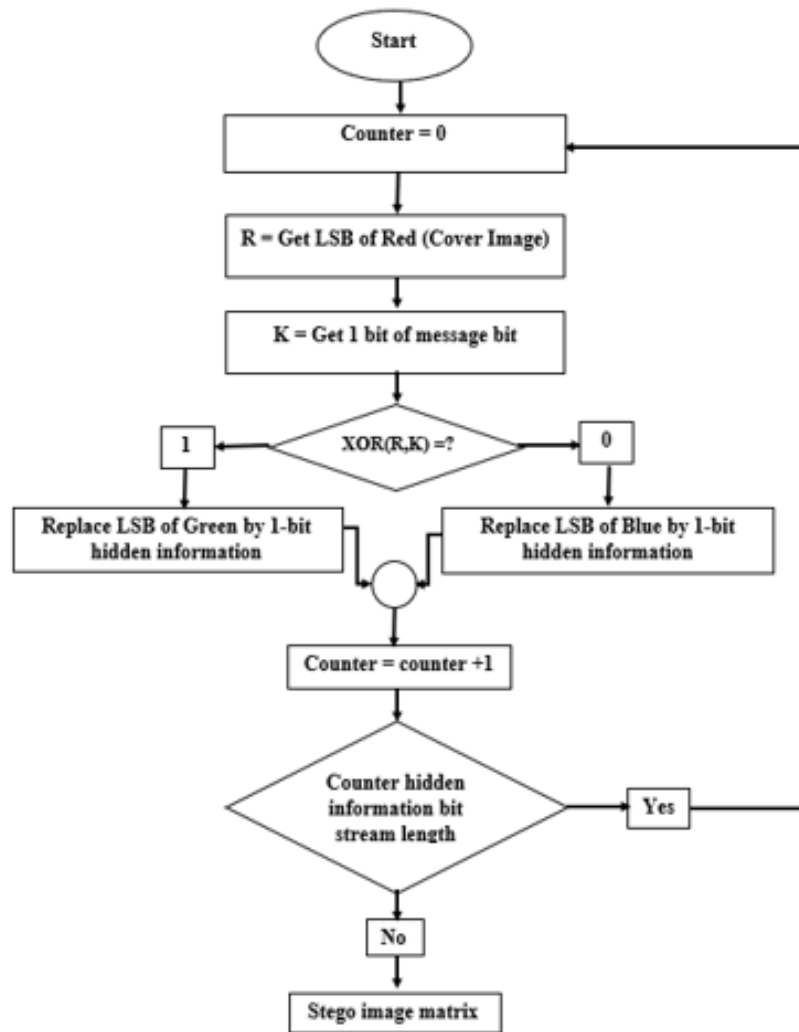 Start
Counter = 0
R = Get LSB of Red (Cover Image)
K = Get 1 bit of message bit
XOR(R,K) =?
1
0
Replace LSB of Green by 1-bit
hidden information
Replace LSB of Blue by 1-bit
hidden information
Counter = counter +1
Counter hidden
information bit
stream length
Yes
No
Stego image matrix